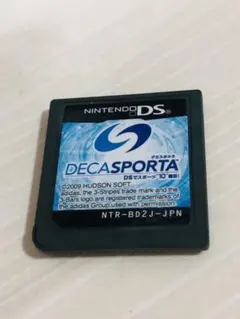 NINTENDO DS
DECASPORTA
デカスポルタ
DSでスポーツ"10"種目!
©2009 HUDSON SOFT
adidas, the 3-Stripes trade mark and the
3-Bars logo are registered trademarks of
the adidas Group,used with permission.
NTR-BD2J-JPN